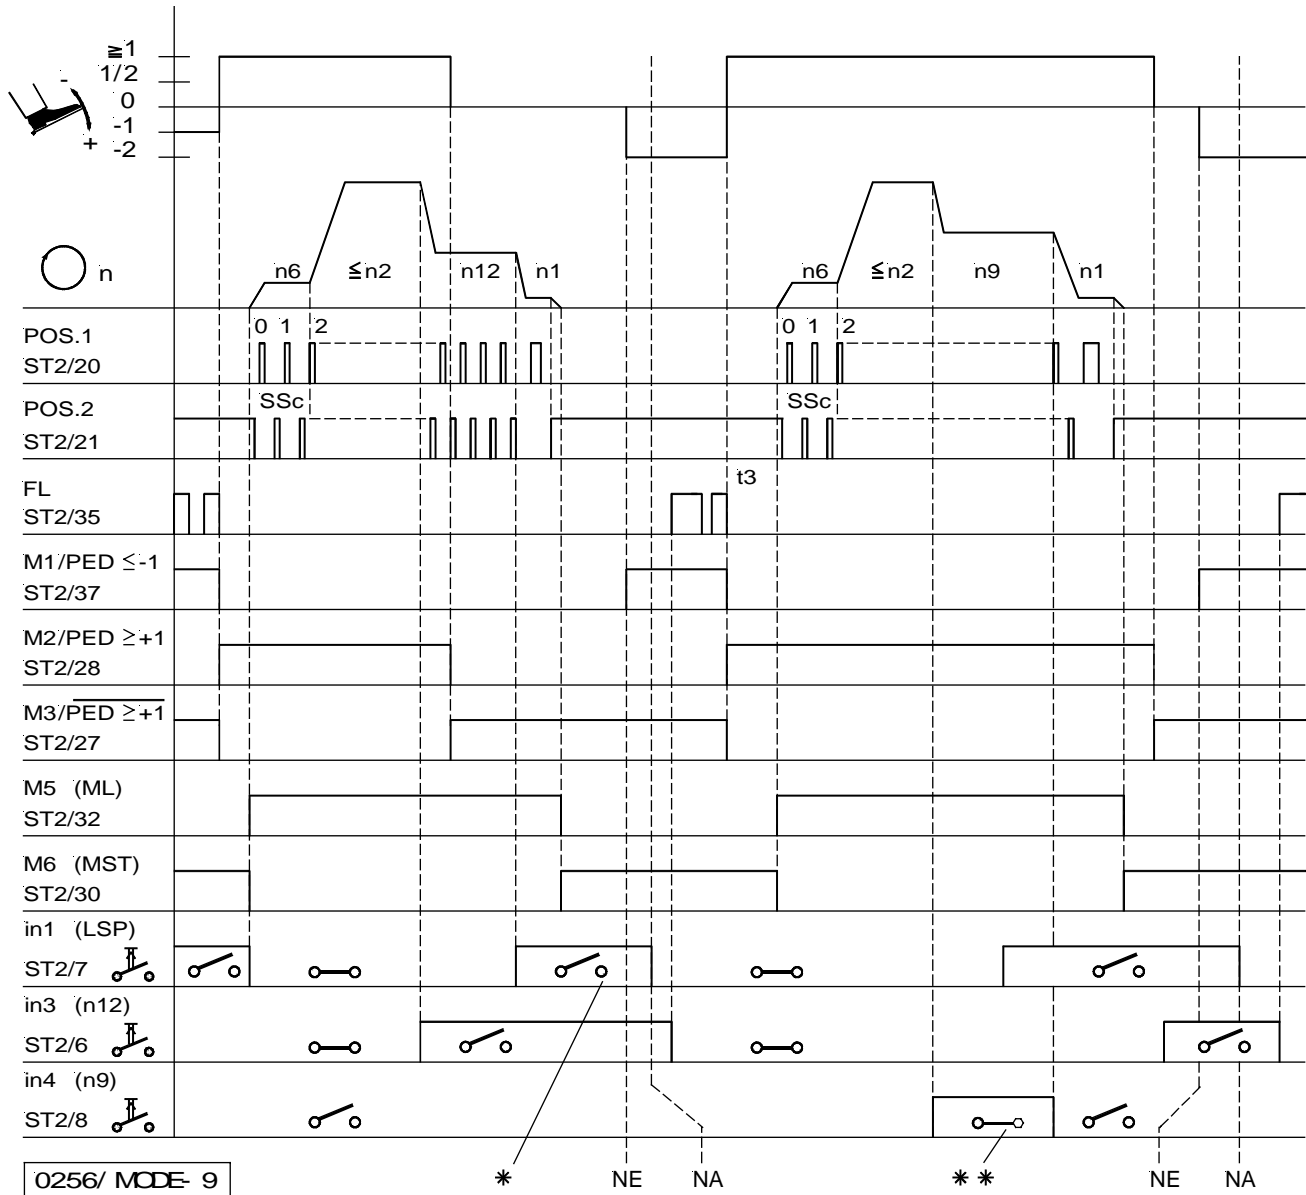 ≧1
1/2
-
0
-1
+ -2
n
n6 ≦n2 n12 n1 n6 ≦n2 n9 n1
POS.1
ST2/20
0 1 2 0 1 2
POS.2
ST2/21
SSc SSc
FL
ST2/35
t3
M1/PED ≤-1
ST2/37
M2/PED ≥+1
ST2/28
M3/PED ≥+1
ST2/27
M5 (ML)
ST2/32
M6 (MST)
ST2/30
in1 (LSP)
ST2/7
in3 (n12)
ST2/6
in4 (n9)
ST2/8
0256/ MODE- 9
* NE NA ** NE NA